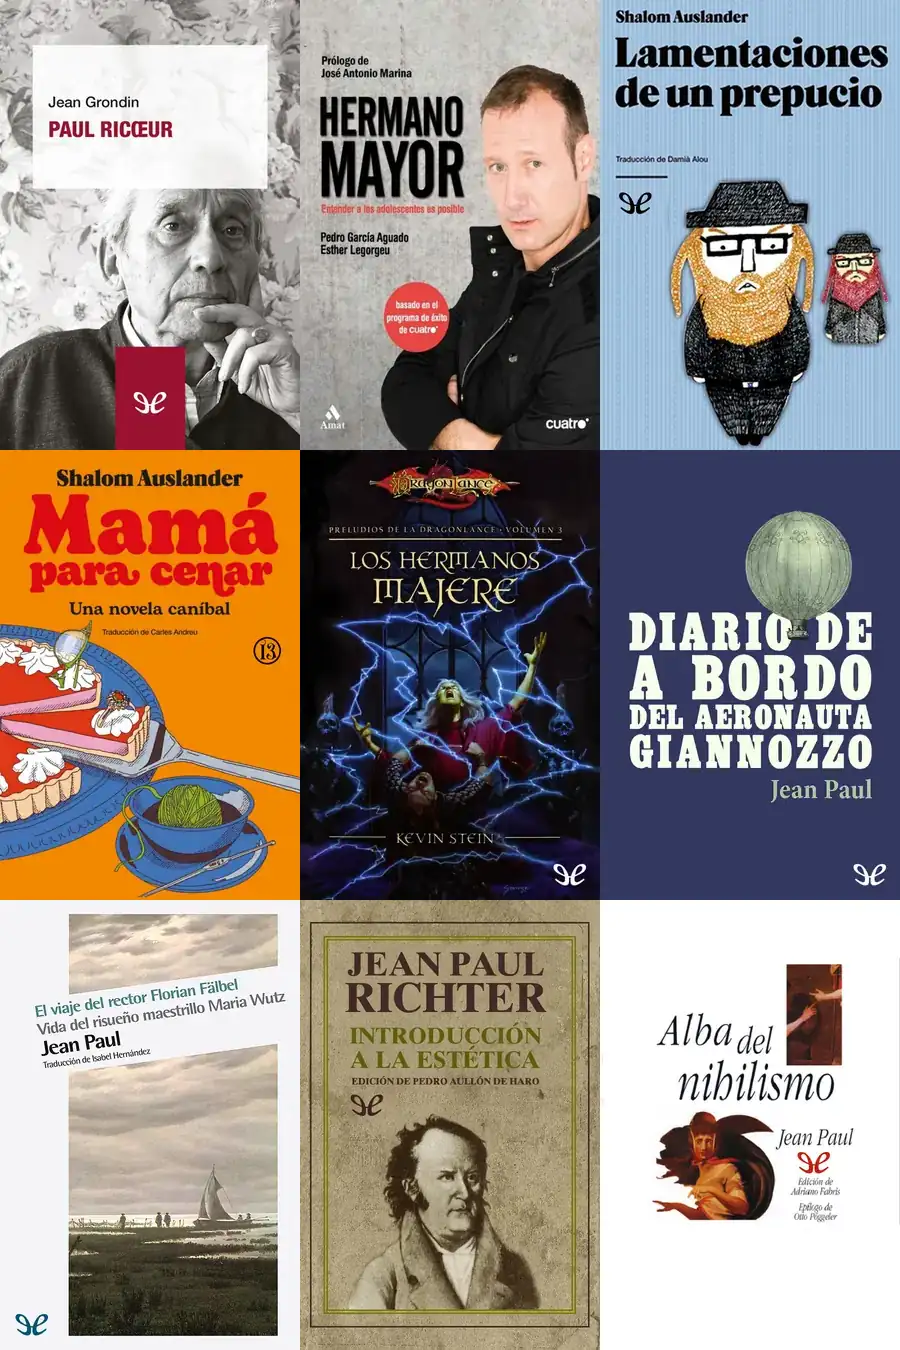 Jean Grondin
PAUL RICŒUR
Prólogo de
José Antonio Marina
HERMANO
MAYOR
Entender a los adolescentes es posible
Pedro García Aguado
Esther Legorgeu
basado en el
programa de éxito
de cuatro
Amat
cuatro
Shalom Auslander
Lamentaciones
de un prepucio
Traducción de Damià Alou
Shalom Auslander
Mamá
para cenar
Una novela caníbal
Traducción de Carles Andreu
13
DRAGONLANCE
PRELUDIOS DE LA DRAGONLANCE · VOLUMEN 3
LOS HERMANOS
MAJERE
KEVIN STEIN
DIARIO DE
A BORDO
DEL AERONAUTA
GIANNOZZO
Jean Paul
El viaje del rector Florian Fälbel
Vida del risueño maestrillo Maria Wutz
Jean Paul
Traducción de Isabel Hernández
JEAN PAUL
RICHTER
INTRODUCCIÓN
A LA ESTÉTICA
EDICIÓN DE PEDRO AULLÓN DE HARO
Alba del
nihilismo
Jean Paul
Edición de
Adriano Fabris
Epílogo de
Otto Pöggeler